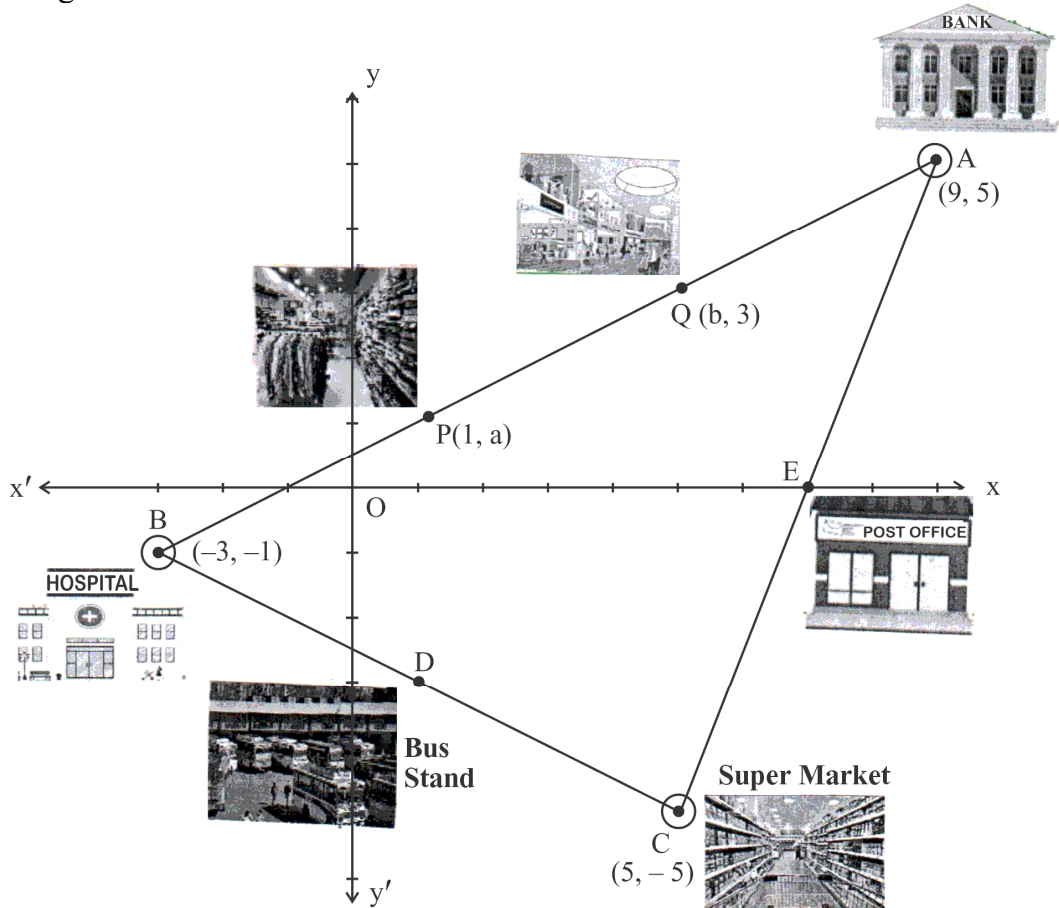 BANK
y
A
(9, 5)
Q (b, 3)
P(1, a)
x′
O
E
x
B
(–3, –1)
POST OFFICE
HOSPITAL
D
Bus
Stand
Super Market
C
(5, – 5)
y′